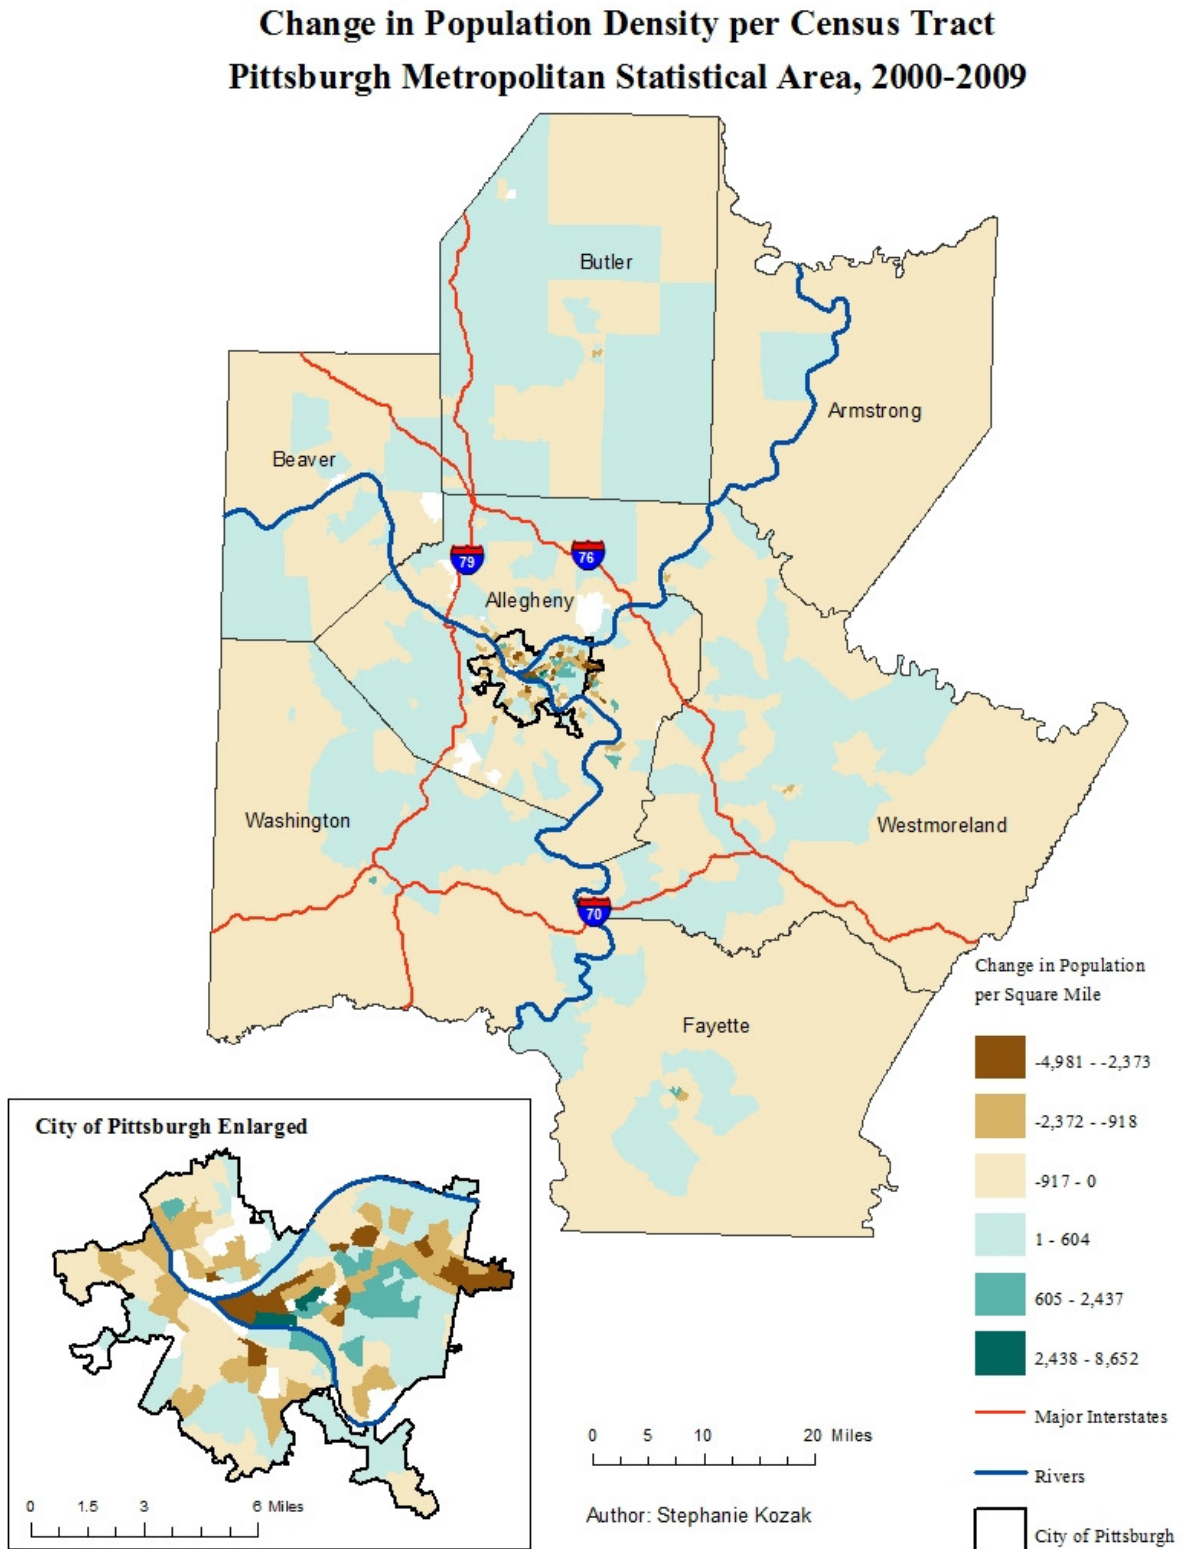 Change in Population Density per Census Tract
Pittsburgh Metropolitan Statistical Area, 2000-2009
Butler
Armstrong
Beaver
79
76
Allegheny
Washington
Westmoreland
70
Fayette
Change in Population
per Square Mile
-4,981 - -2,373
-2,372 - -918
-917 - 0
1 - 604
605 - 2,437
2,438 - 8,652
Major Interstates
Rivers
City of Pittsburgh
City of Pittsburgh Enlarged
0 1.5 3 6 Miles
0 5 10 20 Miles
Author: Stephanie Kozak